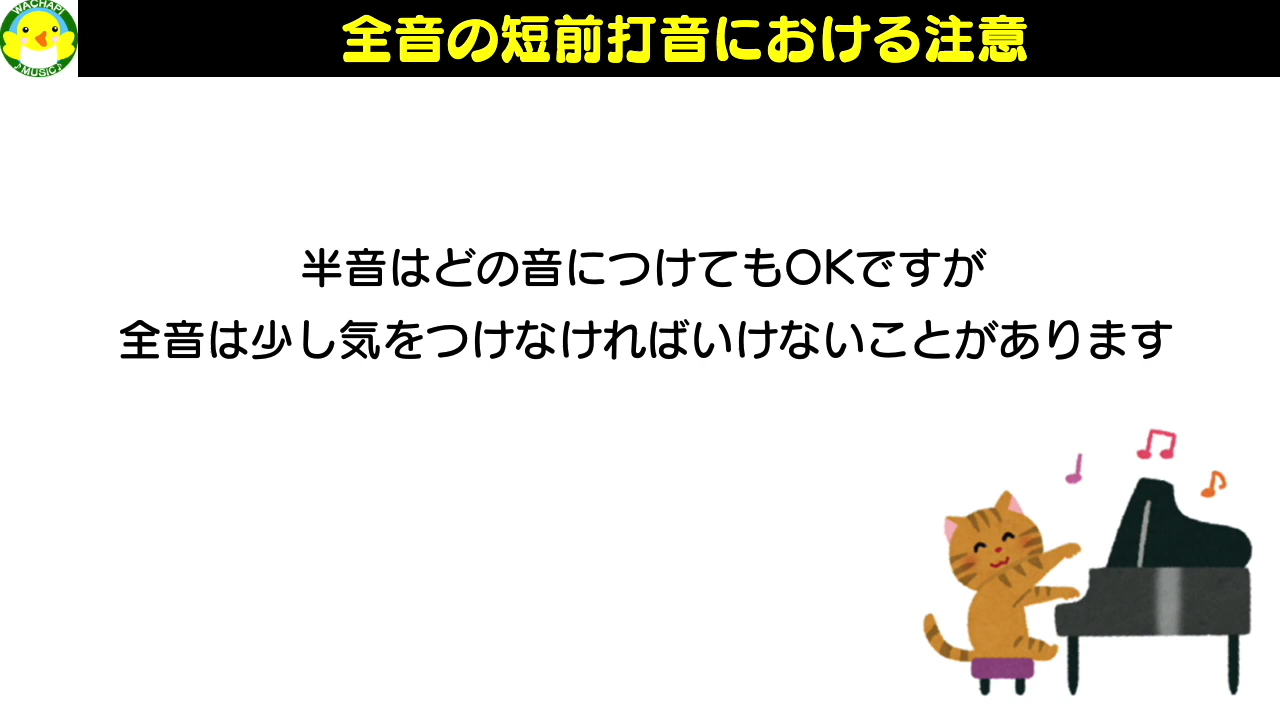 WACHAPI
♪MUSIC♪
全音の短前打音における注意
半音はどの音につけてもOKですが
全音は少し気をつけなければいけないことがあります